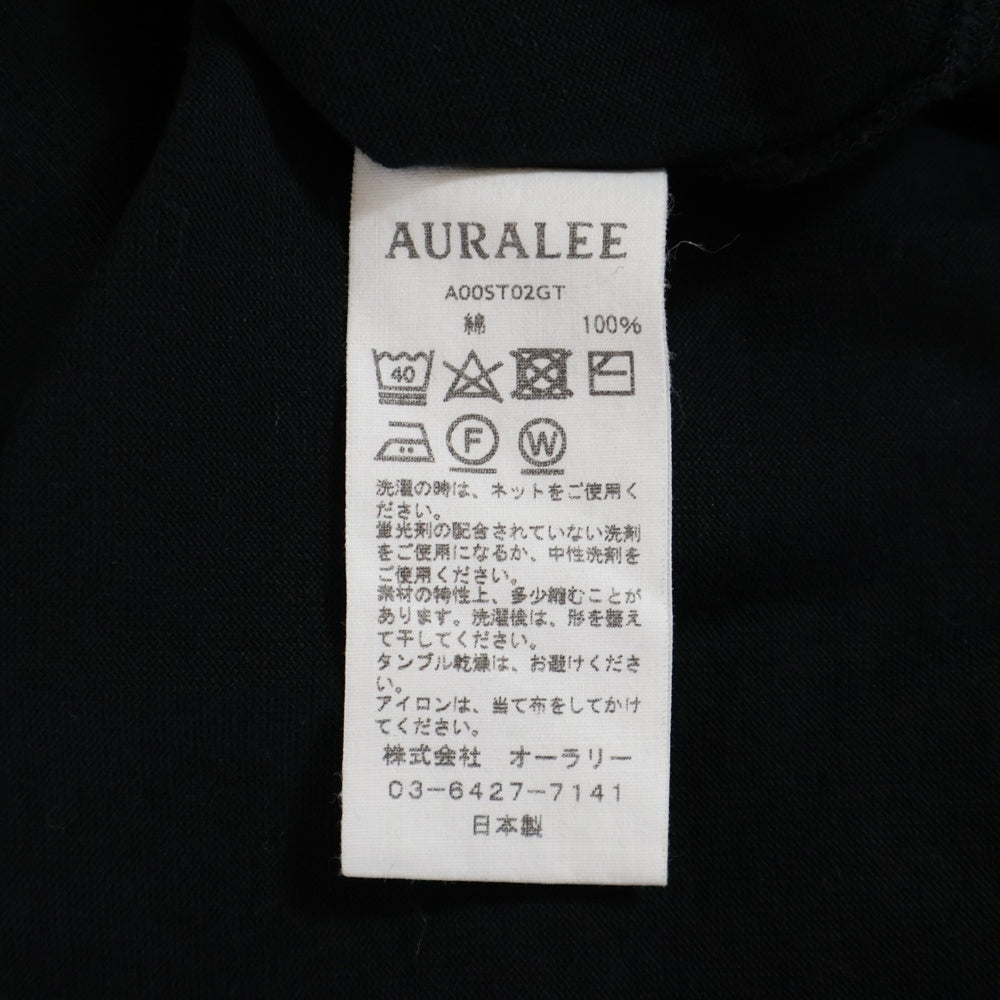 AURALEE
A00ST02GT
綿 100%
40
F W
洗濯の時は、ネットをご使用く
ださい。
蛍光剤の配合されていない洗剤
をご使用になるか、中性洗剤を
ご使用ください。
素材の特性上、多少縮むことが
あります。洗濯後は、形を整え
て干してください。
タンブル乾燥は、お避けくださ
い。
アイロンは、当て布をしてかけ
てください。
株式会社 オーラリー
03-6427-7141
日本製